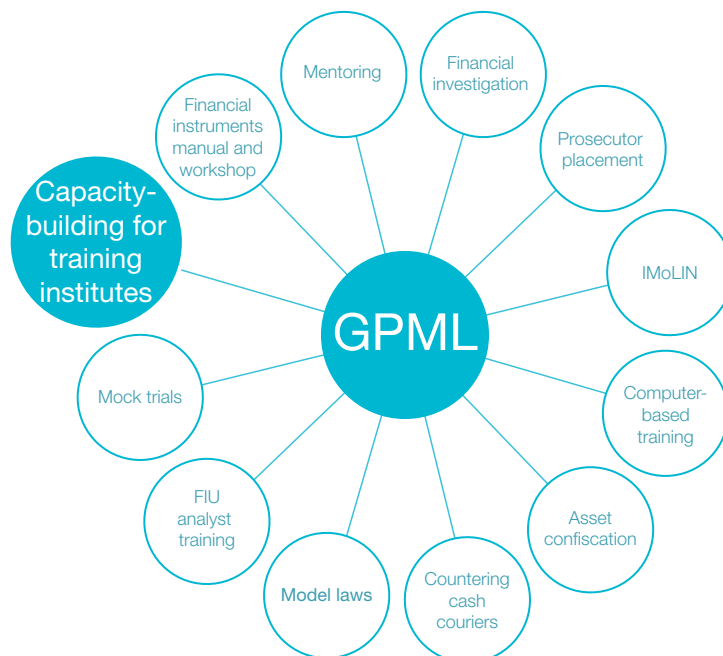 Mentoring
Financial
investigation
Financial
instruments
manual and
workshop
Prosecutor
placement
Capacity-
building for
training
institutes
IMoLIN
GPML
Mock trials
Computer-
based
training
FIU
analyst
training
Asset
confiscation
Model laws
Countering
cash
couriers